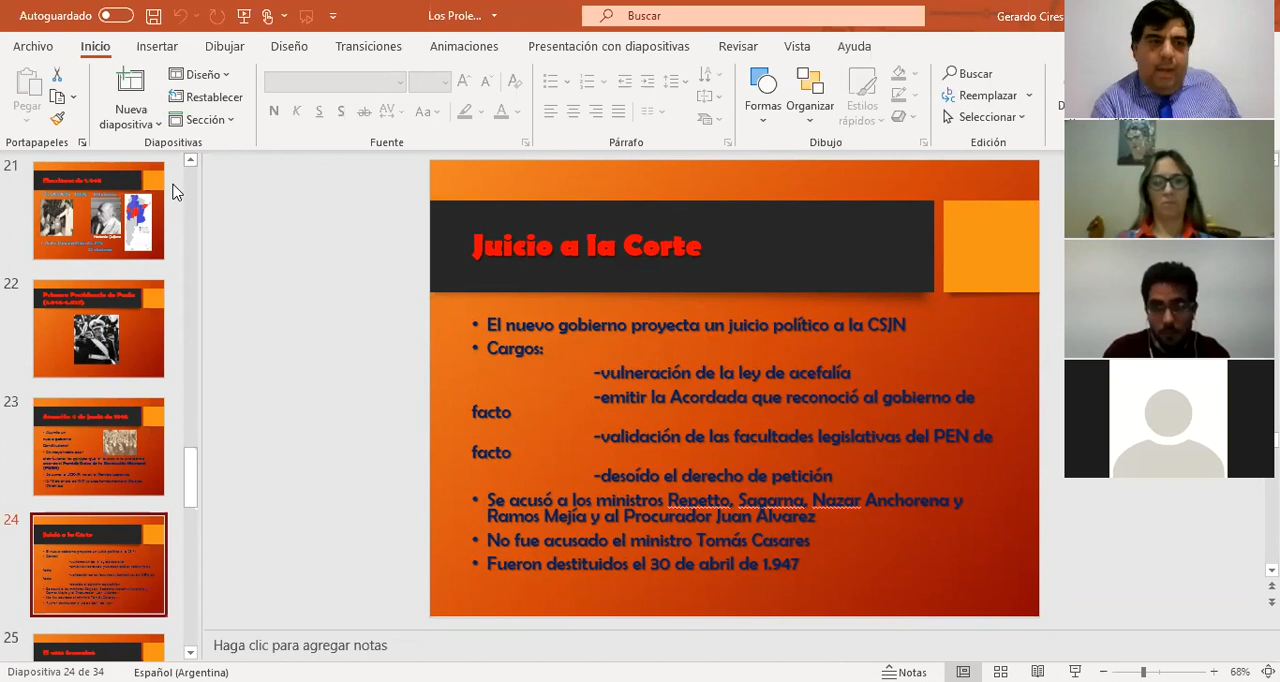 Autoguardado
Los Prole...
Buscar
Gerardo Cires
Archivo
Inicio
Insertar
Dibujar
Diseño
Transiciones
Animaciones
Presentación con diapositivas
Revisar
Vista
Ayuda
Pegar
Portapapeles
Nueva
diapositiva
Diseño
Restablecer
Sección
Diapositivas
N K S S ab AV Aa
Fuente
Párrafo
Formas
Organizar
Estilos
rápidos
Dibujo
Buscar
Reemplazar
Seleccionar
Edición
21
22
23
24
25
Juicio a la Corte
• El nuevo gobierno proyecta un juicio político a la CSJN
• Cargos:
-vulneración de la ley de acefalía
-emitir la Acordada que reconoció al gobierno de
facto
-validación de las facultades legislativas del PEN de
facto
-desoído el derecho de petición
• Se acusó a los ministros Repetto, Sagarna, Nazar Anchorena y
Ramos Mejía y al Procurador Juan Álvarez
• No fue acusado el ministro Tomás Casares
• Fueron destituidos el 30 de abril de 1.947
Haga clic para agregar notas
Diapositiva 24 de 34
Español (Argentina)
Notas
68%